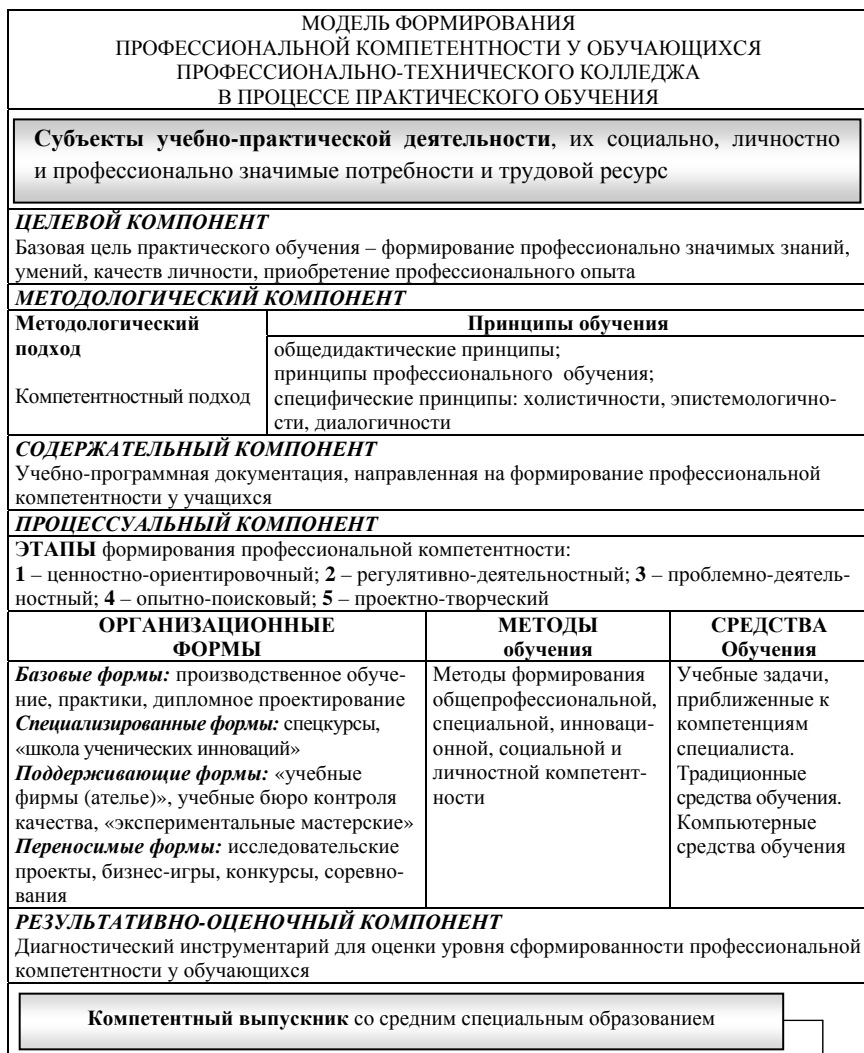 МОДЕЛЬ ФОРМИРОВАНИЯ
ПРОФЕССИОНАЛЬНОЙ КОМПЕТЕНТНОСТИ У ОБУЧАЮЩИХСЯ
ПРОФЕССИОНАЛЬНО-ТЕХНИЧЕСКОГО КОЛЛЕДЖА
В ПРОЦЕССЕ ПРАКТИЧЕСКОГО ОБУЧЕНИЯ
Субъекты учебно-практической деятельности, их социально, личностно
и профессионально значимые потребности и трудовой ресурс
ЦЕЛЕВОЙ КОМПОНЕНТ
Базовая цель практического обучения – формирование профессионально значимых знаний,
умений, качеств личности, приобретение профессионального опыта
МЕТОДОЛОГИЧЕСКИЙ КОМПОНЕНТ
Методологический
подход
Компетентностный подход
Принципы обучения
общедидактические принципы;
принципы профессионального обучения;
специфические принципы: холистичности, эпистемологично-
сти, диалогичности
СОДЕРЖАТЕЛЬНЫЙ КОМПОНЕНТ
Учебно-программная документация, направленная на формирование профессиональной
компетентности у учащихся
ПРОЦЕССУАЛЬНЫЙ КОМПОНЕНТ
ЭТАПЫ формирования профессиональной компетентности:
1 – ценностно-ориентировочный; 2 – регулятивно-деятельностный; 3 – проблемно-деятель-
ностный; 4 – опытно-поисковый; 5 – проектно-творческий
ОРГАНИЗАЦИОННЫЕ
ФОРМЫ
Базовые формы: производственное обуче-
ние, практики, дипломное проектирование
Специализированные формы: спецкурсы,
«школа ученических инноваций»
Поддерживающие формы: «учебные
фирмы (ателье)», учебные бюро контроля
качества, «экспериментальные мастерские»
Переносимые формы: исследовательские
проекты, бизнес-игры, конкурсы, соревно-
вания
МЕТОДЫ
обучения
Методы формирования
общепрофессиональной,
специальной, инноваци-
онной, социальной и
личностной компетент-
ности
СРЕДСТВА
Обучения
Учебные задачи,
приближенные к
компетенциям
специалиста.
Традиционные
средства обучения.
Компьютерные
средства обучения
РЕЗУЛЬТАТИВНО-ОЦЕНОЧНЫЙ КОМПОНЕНТ
Диагностический инструментарий для оценки уровня сформированности профессиональной
компетентности у обучающихся
Компетентный выпускник со средним специальным образованием